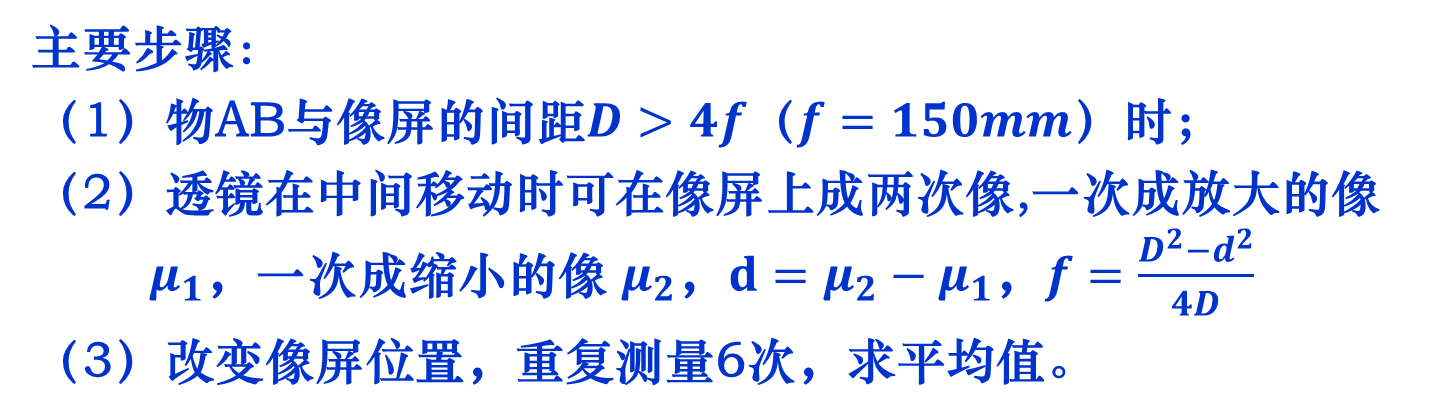 主要步骤：
（1）物AB与像屏的间距D > 4f（f = 150mm）时；
（2）透镜在中间移动时可在像屏上成两次像,一次成放大的像
μ₁，一次成缩小的像 μ₂，d = μ₂ − μ₁，f = \frac{D²−d²}{4D}
（3）改变像屏位置，重复测量6次，求平均值。